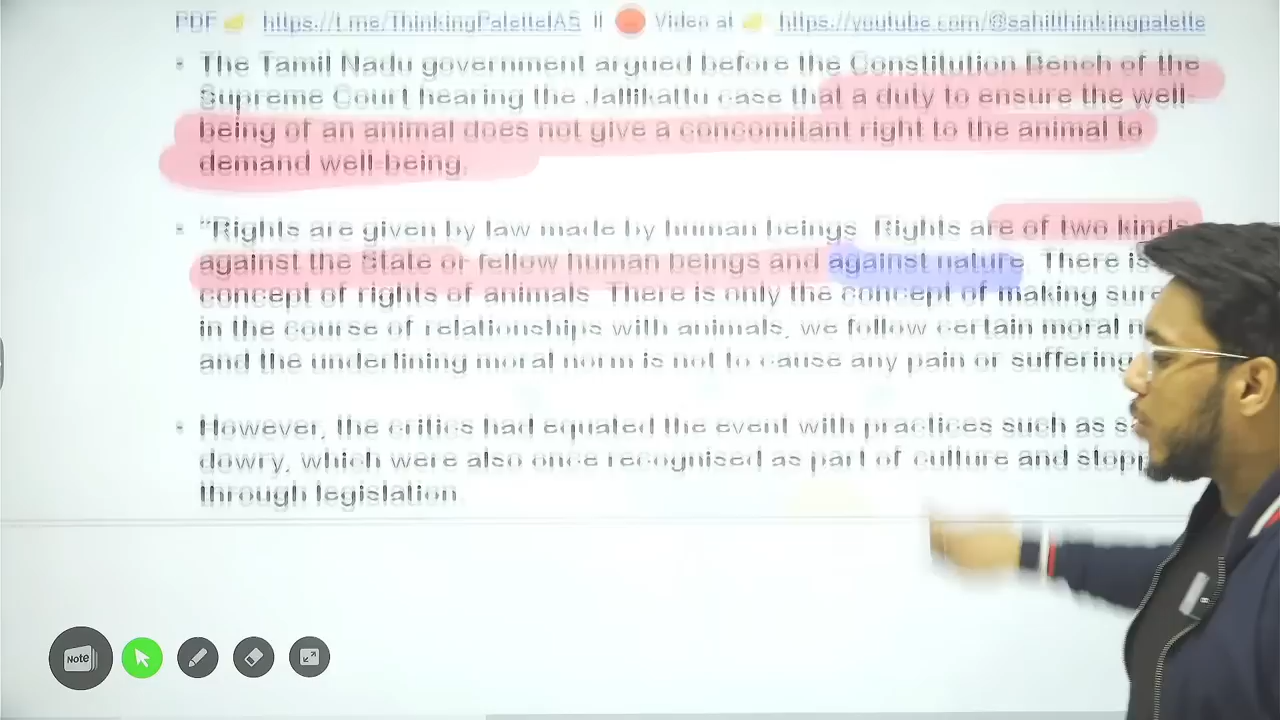 PDF https://t.me/ThinkingPaletteIAS || Video at https://youtube.com/@sahilthinkingpalette
The Tamil Nadu government argued before the Constitution Bench of the
Supreme Court hearing the Jallikattu case that a duty to ensure the well-
being of an animal does not give a concomitant right to the animal to
demand well-being.
“Rights are given by law made by human beings. Rights are of two kinds
against the State or fellow human beings and against nature. There is
concept of rights of animals. There is only the concept of making sure
in the course of relationships with animals, we follow certain moral
and the underlining moral norm is not to cause any pain or suffering
However, the critics had equated the event with practices such as
dowry, which were also once recognised as part of culture and
through legislation.
Note